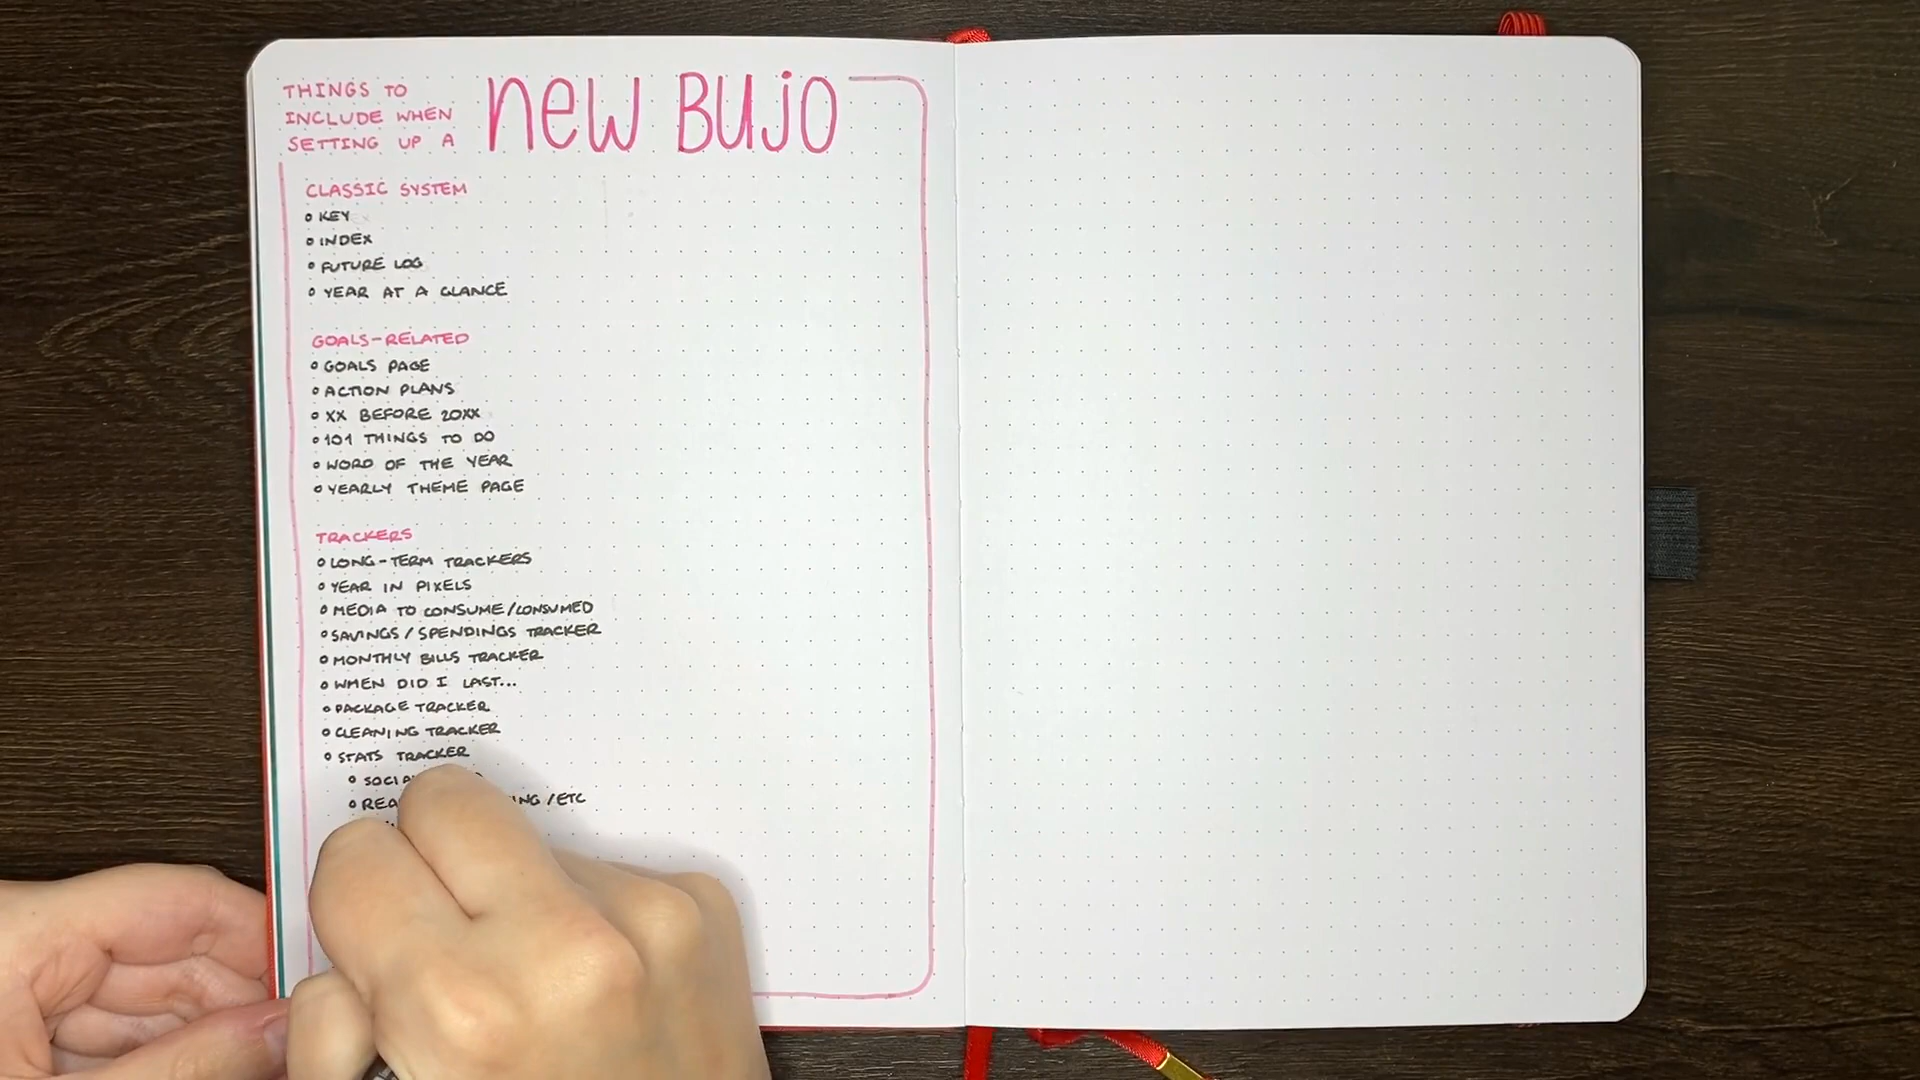 THINGS TO
INCLUDE WHEN
SETTING UP A
new BUJO
CLASSIC SYSTEM
KEY
INDEX
FUTURE LOG
YEAR AT A GLANCE
GOALS-RELATED
GOALS PAGE
ACTION PLANS
XX BEFORE 20XX
101 THINGS TO DO
WORD OF THE YEAR
YEARLY THEME PAGE
TRACKERS
LONG-TERM TRACKERS
YEAR IN PIXELS
MEDIA TO CONSUME/CONSUMED
SAVINGS/SPENDINGS TRACKER
MONTHLY BILLS TRACKER
WHEN DID I LAST...
PACKAGE TRACKER
CLEANING TRACKER
STATS TRACKER
/ETC